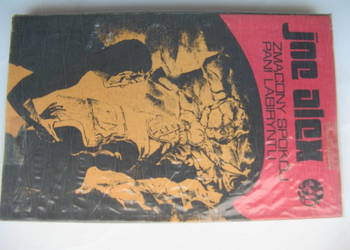 joe alex
ZMĄCONY SPOKÓJ
PANI LABIRYNTU